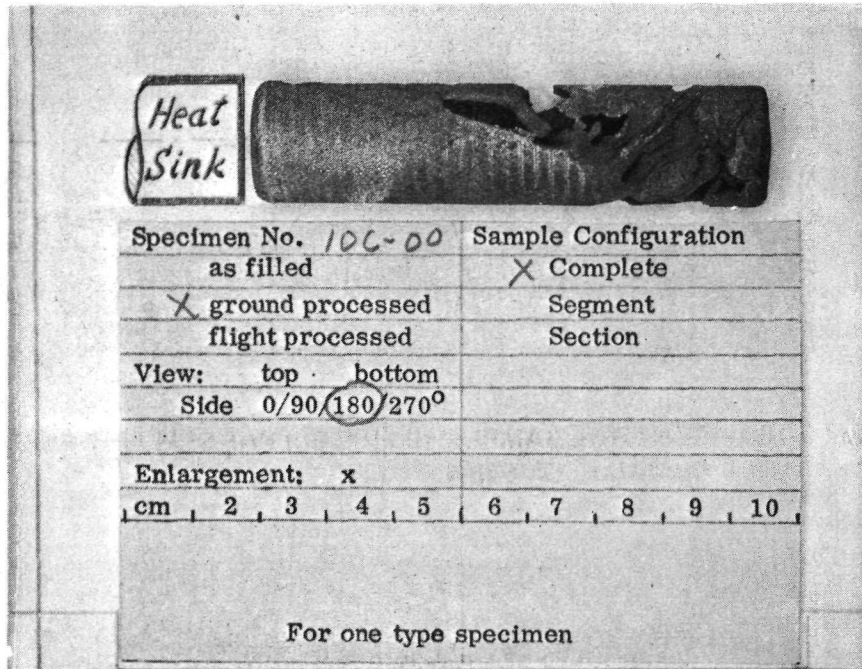 Heat
Sink
Specimen No. 10C-00 Sample Configuration
as filled X Complete
X ground processed Segment
flight processed Section
View: top bottom
Side 0/90/180/270°
Enlargement: x
cm 2 3 4 5 6 7 8 9 10
For one type specimen